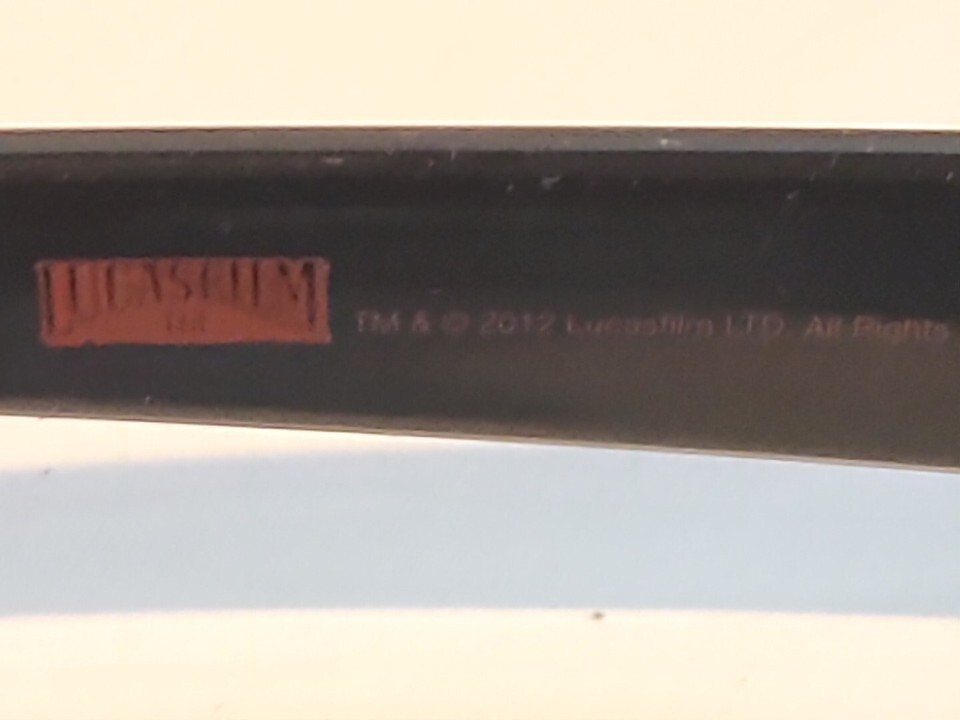 LUCASFILM
LTD
TM & © 2012 Lucasfilm LTD. All Rights